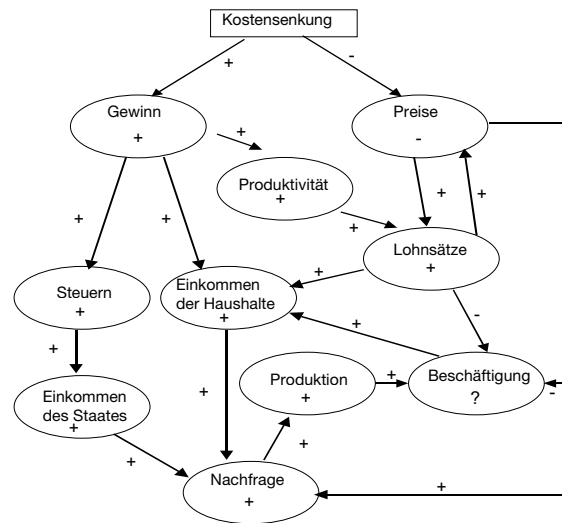 Kostensenkung
+
-
Gewinn
+
Preise
-
+
Produktivität
+
+
+
+
+
+
Lohnsätze
+
Steuern
+
Einkommen
der Haushalte
+
+
-
+
+
Produktion
+
+
Beschäftigung
?
-
Einkommen
des Staates
+
+
+
+
Nachfrage
+
+